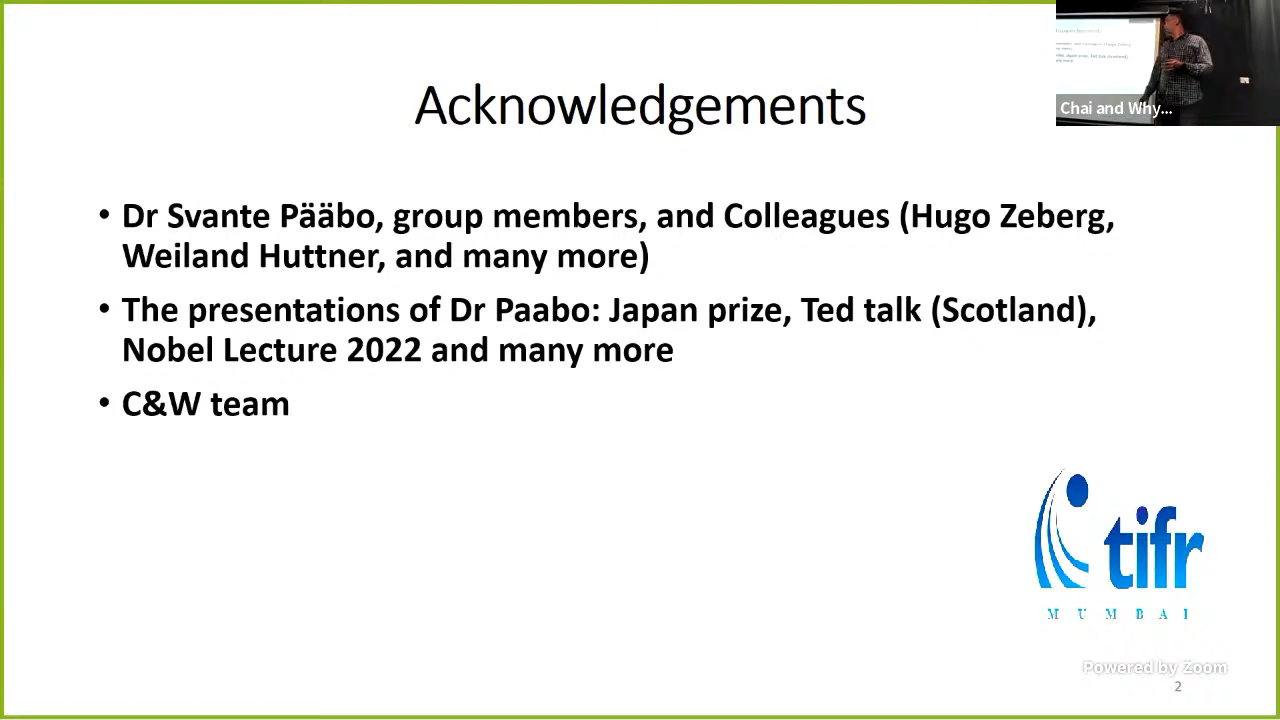 Acknowledgements
Chai and Why...
• Dr Svante Pääbo, group members, and Colleagues (Hugo Zeberg,
Weiland Huttner, and many more)
• The presentations of Dr Paabo: Japan prize, Ted talk (Scotland),
Nobel Lecture 2022 and many more
• C&W team
tifr
MUMBAI
Powered by Zoom
2